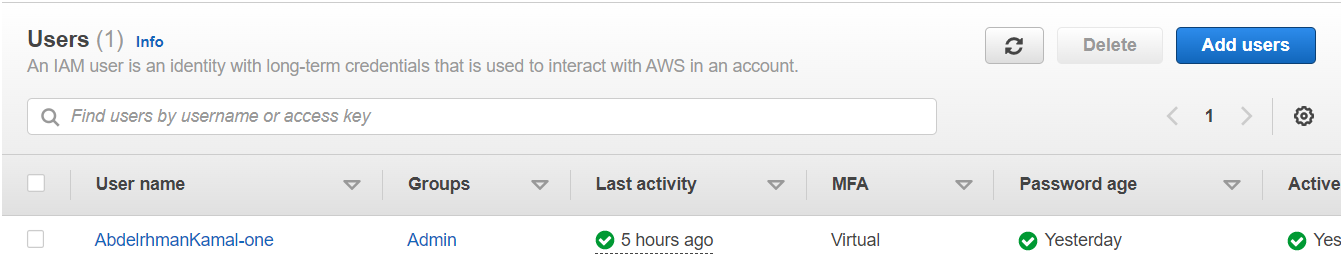 Users (1) Info
Delete
Add users
An IAM user is an identity with long-term credentials that is used to interact with AWS in an account.
Find users by username or access key
1
User name Groups Last activity MFA Password age Active
AbdelrhmanKamal-one Admin 5 hours ago Virtual Yesterday Yes